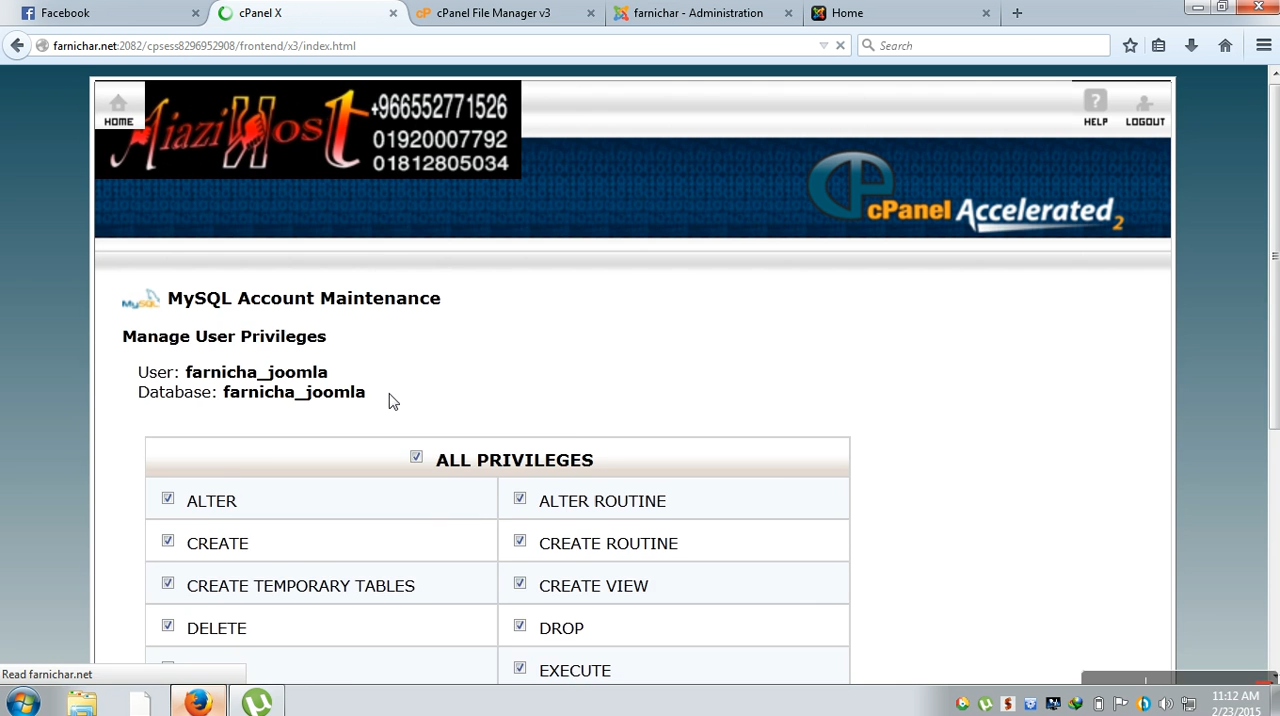 Facebook
cPanel X
cPanel File Manager v3
farnichar - Administration
Home
farnichar.net:2082/cpsess8296952908/frontend/x3/index.html
Search
HOME
MiaziHost
+966552771526
01920007792
01812805034
HELP
LOGOUT
cPanel Accelerated 2
MySQL
MySQL Account Maintenance
Manage User Privileges
User: farnicha_joomla
Database: farnicha_joomla
ALL PRIVILEGES
ALTER
ALTER ROUTINE
CREATE
CREATE ROUTINE
CREATE TEMPORARY TABLES
CREATE VIEW
DELETE
DROP
EXECUTE
Read farnichar.net
11:12 AM
2/23/2015